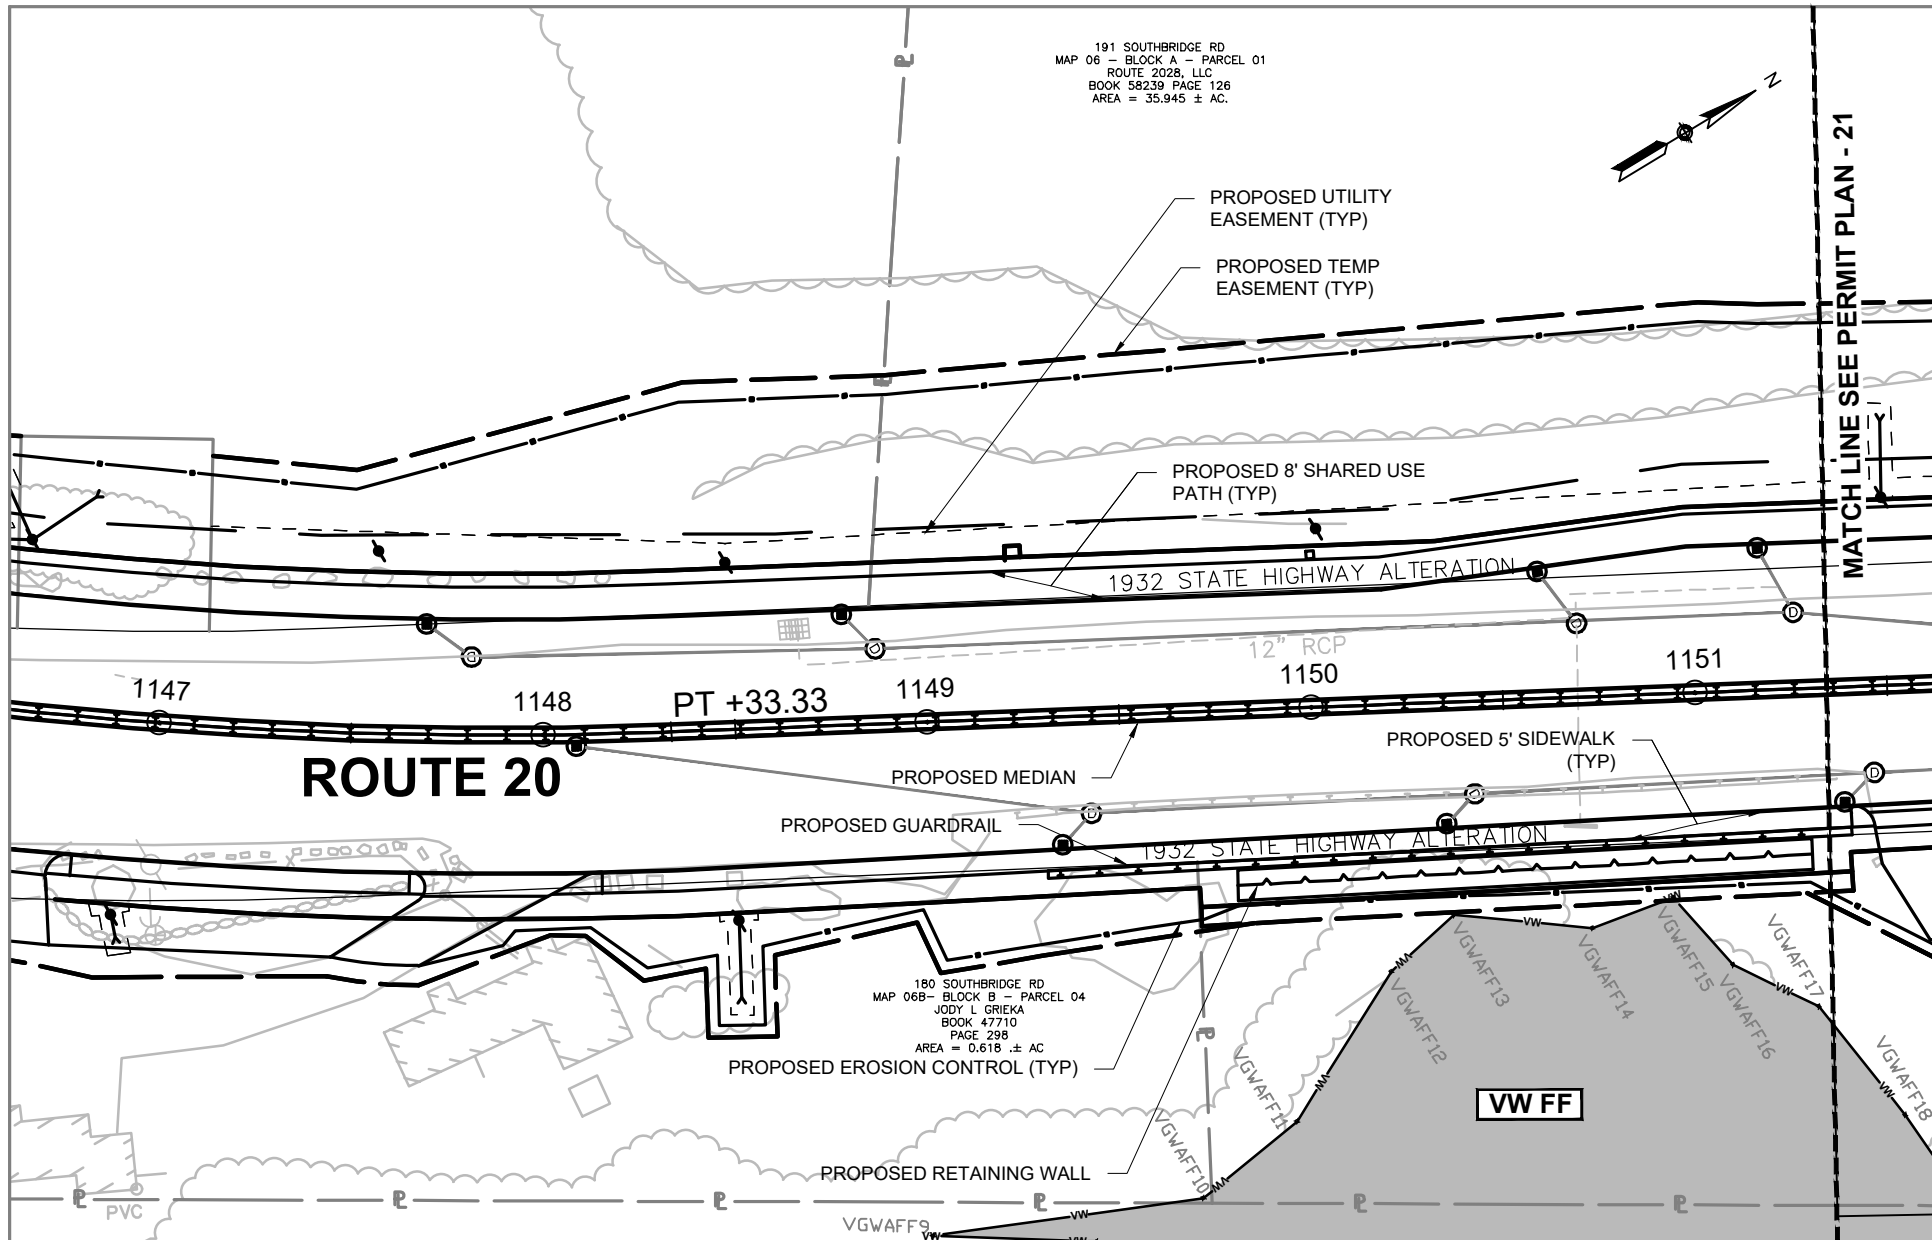 191 SOUTHBRIDGE RD
MAP 06 – BLOCK A – PARCEL 01
ROUTE 2028, LLC
BOOK 58239 PAGE 126
AREA = 35.945 ± AC.
N
MATCH LINE SEE PERMIT PLAN - 21
PROPOSED UTILITY
EASEMENT (TYP)
PROPOSED TEMP
EASEMENT (TYP)
PROPOSED 8' SHARED USE
PATH (TYP)
1932 STATE HIGHWAY ALTERATION
12" RCP
1147
1148
PT +33.33
1149
1150
1151
ROUTE 20
PROPOSED MEDIAN
PROPOSED 5' SIDEWALK
(TYP)
PROPOSED GUARDRAIL
1932 STATE HIGHWAY ALTERATION
180 SOUTHBRIDGE RD
MAP 06B– BLOCK B – PARCEL 04
JODY L GRIEKA
BOOK 47710
PAGE 298
AREA = 0.618 .± AC
PROPOSED EROSION CONTROL (TYP)
PROPOSED RETAINING WALL
VW FF
VGWAFF9
VGWAFF10
VGWAFF11
VGWAFF12
VGWAFF13
VGWAFF14
VGWAFF15
VGWAFF16
VGWAFF17
VGWAFF18
VW
VW
VW
VW
VW
PVC
D
D
D
D
D
D
D